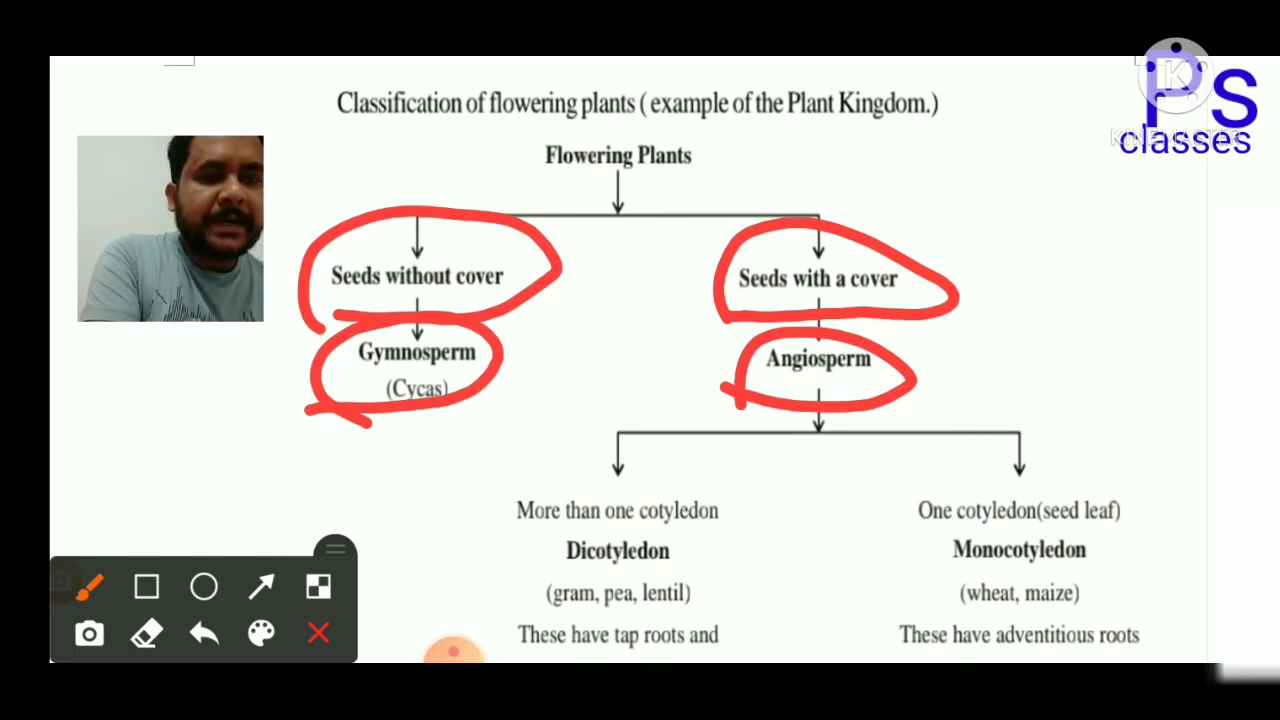 Ps
classes
KINEMASTER
Classification of flowering plants ( example of the Plant Kingdom.)
Flowering Plants
Seeds without cover
Seeds with a cover
Gymnosperm
(Cycas)
Angiosperm
More than one cotyledon
One cotyledon(seed leaf)
Dicotyledon
Monocotyledon
(gram, pea, lentil)
(wheat, maize)
These have tap roots and
These have adventitious roots